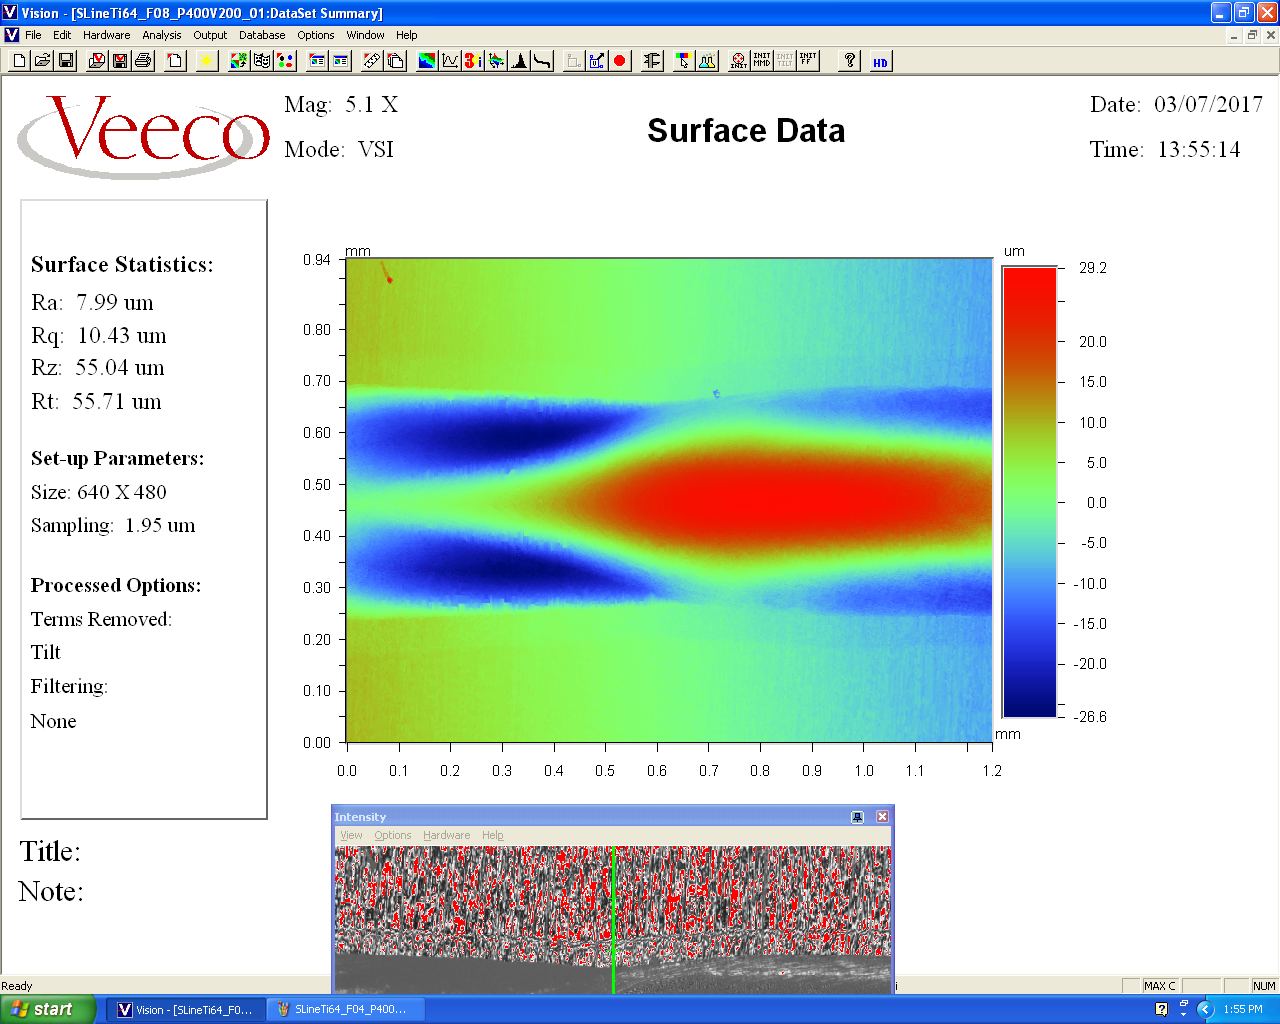 Vision - [SLineTi64_F08_P400V200_01:DataSet Summary]
File Edit Hardware Analysis Output Database Options Window Help
INIT INIT MMD INIT TILT INIT FF ? HD
Veeco
Mag: 5.1 X
Mode: VSI
Surface Data
Date: 03/07/2017
Time: 13:55:14
Surface Statistics:
Ra: 7.99 um
Rq: 10.43 um
Rz: 55.04 um
Rt: 55.71 um
Set-up Parameters:
Size: 640 X 480
Sampling: 1.95 um
Processed Options:
Terms Removed:
Tilt
Filtering:
None
Title:
Note:
mm
0.94
0.80
0.70
0.60
0.50
0.40
0.30
0.20
0.10
0.00
0.0 0.1 0.2 0.3 0.4 0.5 0.6 0.7 0.8 0.9 1.0 1.1 1.2
mm
um
29.2
20.0
15.0
10.0
5.0
0.0
-5.0
-10.0
-15.0
-20.0
-26.6
Intensity
View Options Hardware Help
Ready
MAX C
NUM
start
Vision - [SLineTi64_F0...
SLineTi64_F04_P400...
1:55 PM